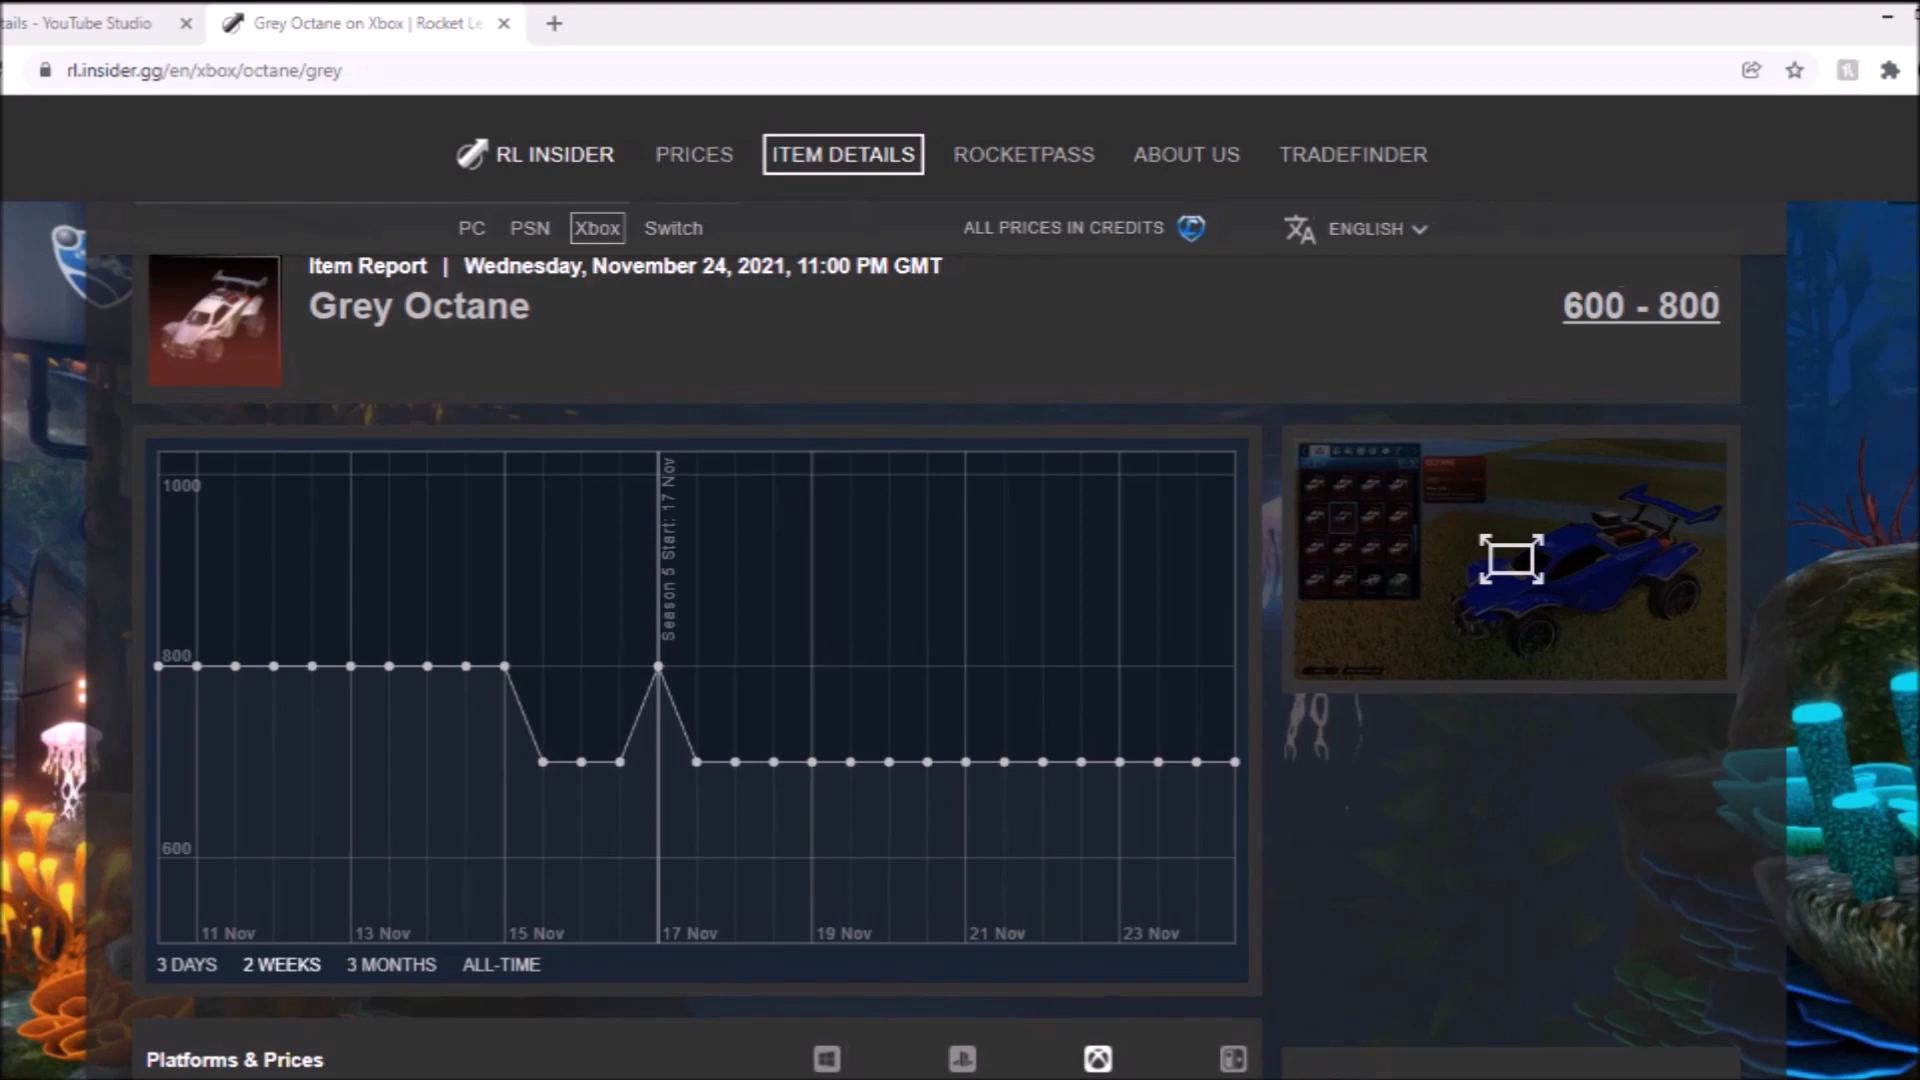 tails - YouTube Studio
Grey Octane on Xbox | Rocket Le
rl.insider.gg/en/xbox/octane/grey
RL INSIDER PRICES ITEM DETAILS ROCKETPASS ABOUT US TRADEFINDER
PC PSN Xbox Switch ALL PRICES IN CREDITS ENGLISH
Item Report | Wednesday, November 24, 2021, 11:00 PM GMT
Grey Octane 600 - 800
1000
800
600
Season 5 Start: 17 Nov
11 Nov 13 Nov 15 Nov 17 Nov 19 Nov 21 Nov 23 Nov
3 DAYS 2 WEEKS 3 MONTHS ALL-TIME
Platforms & Prices